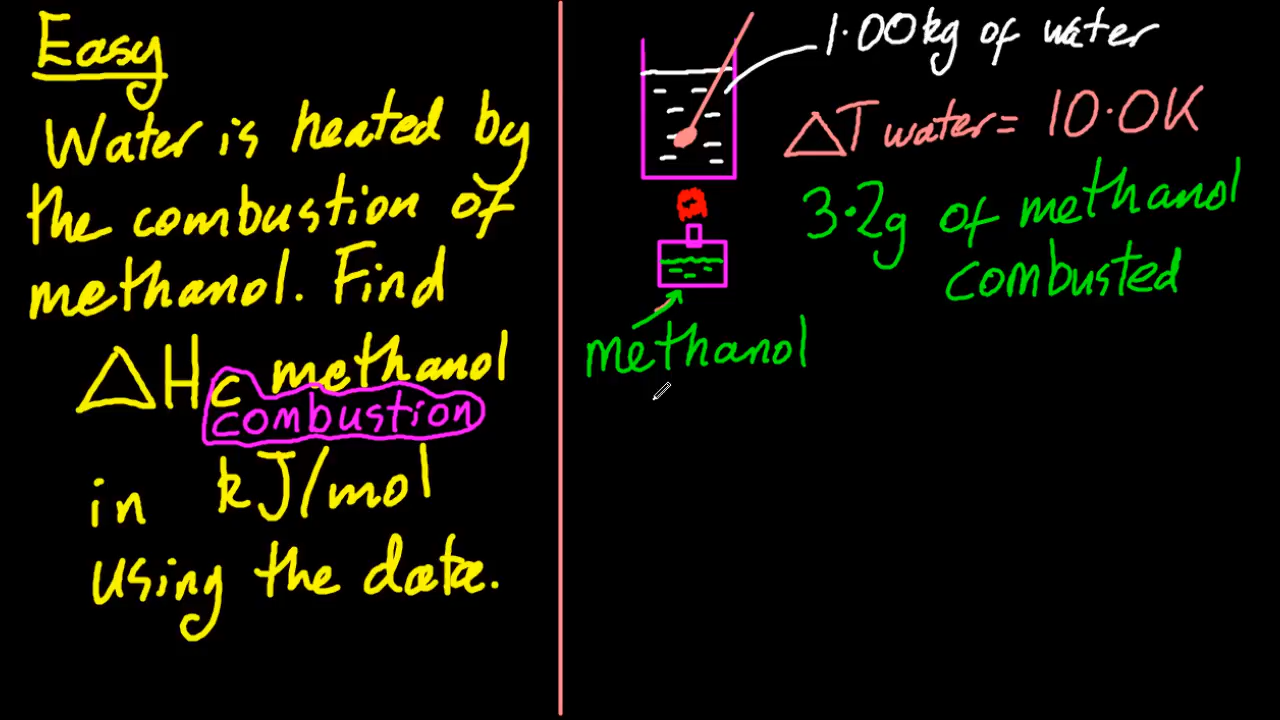 Easy
Water is heated by
the combustion of
methanol. Find
ΔHc methanol
combustion
in kJ/mol
using the data.
1.00kg of water
ΔT water = 10.0K
3.2g of methanol
combusted
methanol